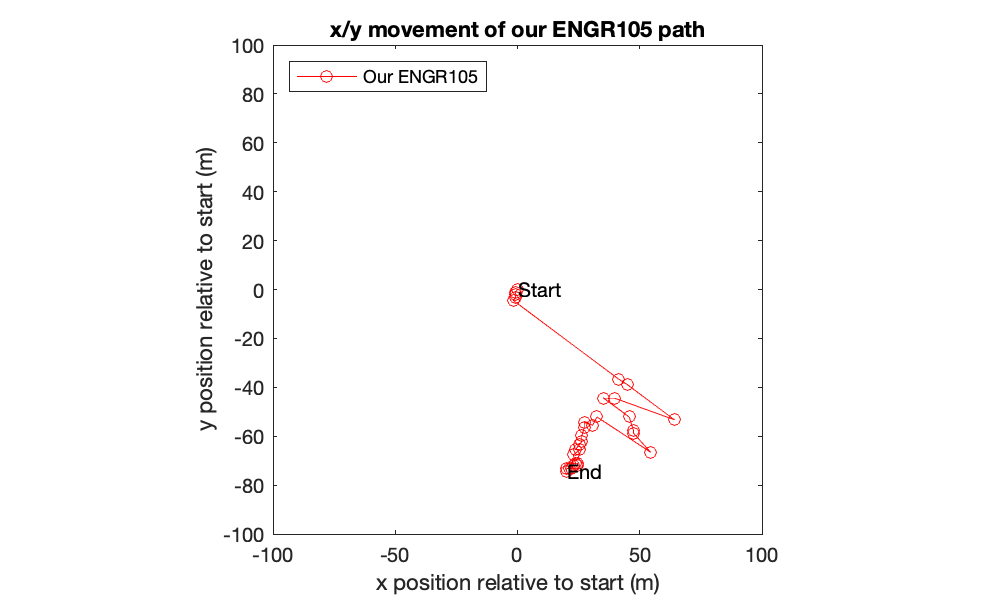 x/y movement of our ENGR105 path
Our ENGR105
100
80
60
40
20
0
-20
-40
-60
-80
-100
y position relative to start (m)
Start
End
-100
-50
0
50
100
x position relative to start (m)